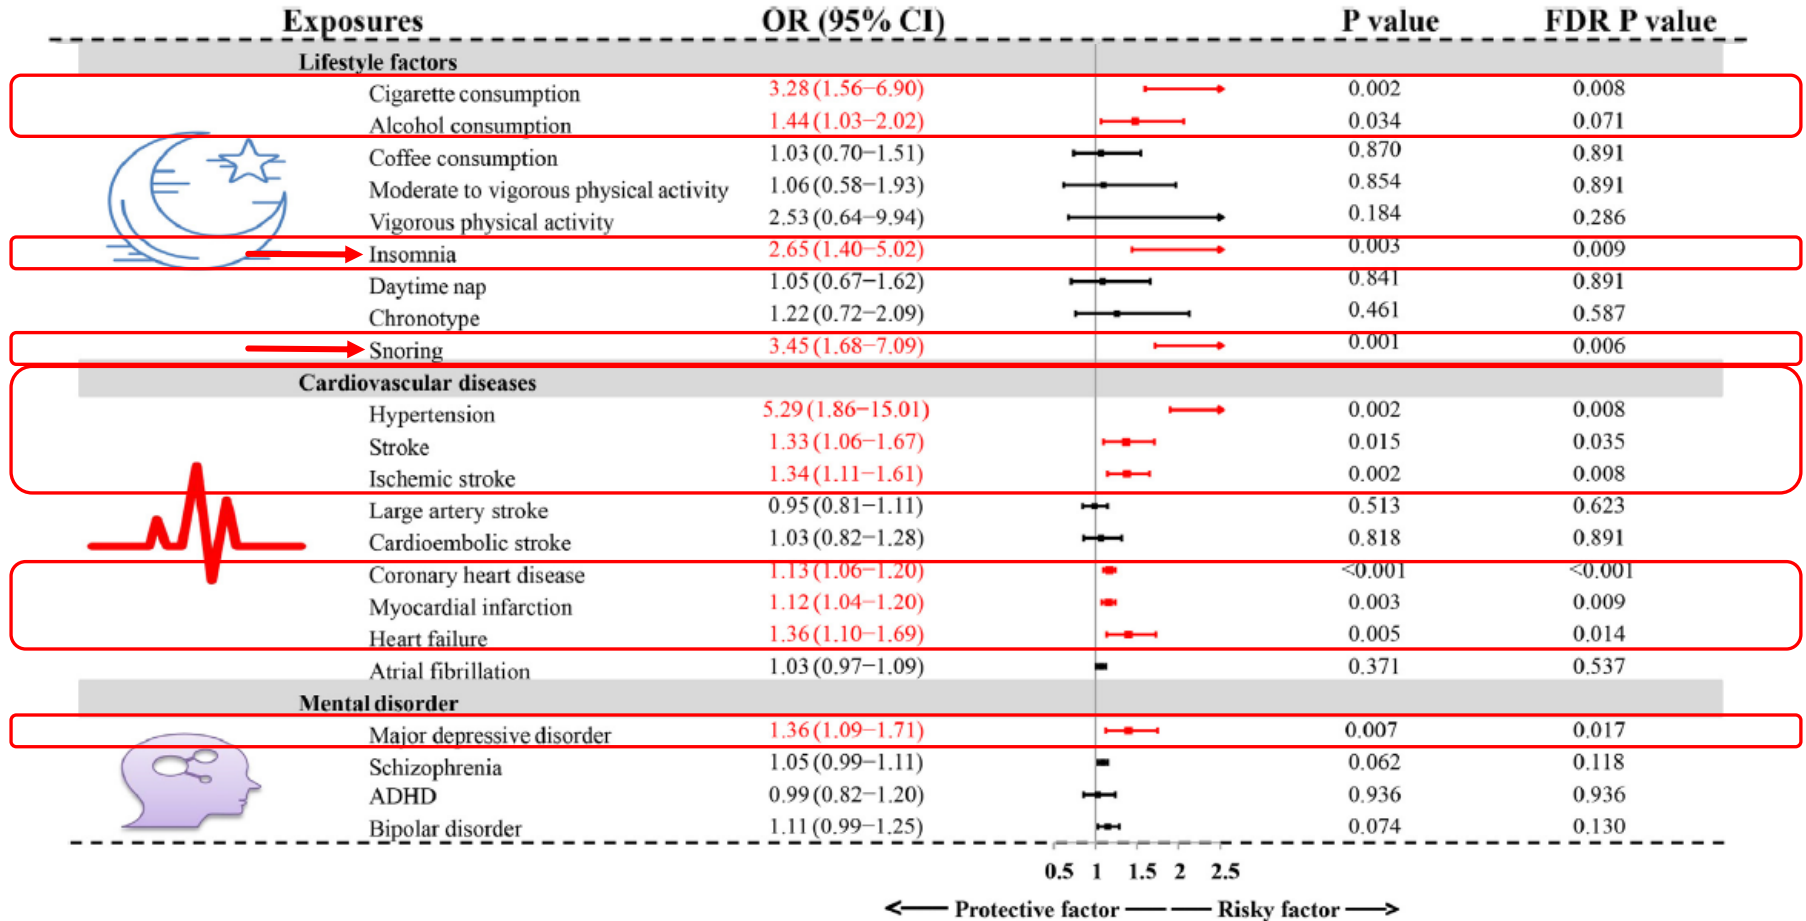 Exposures OR (95% CI) P value FDR P value
Lifestyle factors
Cigarette consumption 3.28 (1.56−6.90) 0.002 0.008
Alcohol consumption 1.44 (1.03−2.02) 0.034 0.071
Coffee consumption 1.03 (0.70−1.51) 0.870 0.891
Moderate to vigorous physical activity 1.06 (0.58−1.93) 0.854 0.891
Vigorous physical activity 2.53 (0.64−9.94) 0.184 0.286
Insomnia 2.65 (1.40−5.02) 0.003 0.009
Daytime nap 1.05 (0.67−1.62) 0.841 0.891
Chronotype 1.22 (0.72−2.09) 0.461 0.587
Snoring 3.45 (1.68−7.09) 0.001 0.006
Cardiovascular diseases
Hypertension 5.29 (1.86−15.01) 0.002 0.008
Stroke 1.33 (1.06−1.67) 0.015 0.035
Ischemic stroke 1.34 (1.11−1.61) 0.002 0.008
Large artery stroke 0.95 (0.81−1.11) 0.513 0.623
Cardioembolic stroke 1.03 (0.82−1.28) 0.818 0.891
Coronary heart disease 1.13 (1.06−1.20) <0.001 <0.001
Myocardial infarction 1.12 (1.04−1.20) 0.003 0.009
Heart failure 1.36 (1.10−1.69) 0.005 0.014
Atrial fibrillation 1.03 (0.97−1.09) 0.371 0.537
Mental disorder
Major depressive disorder 1.36 (1.09−1.71) 0.007 0.017
Schizophrenia 1.05 (0.99−1.11) 0.062 0.118
ADHD 0.99 (0.82−1.20) 0.936 0.936
Bipolar disorder 1.11 (0.99−1.25) 0.074 0.130
0.5 1 1.5 2 2.5
Protective factor Risky factor